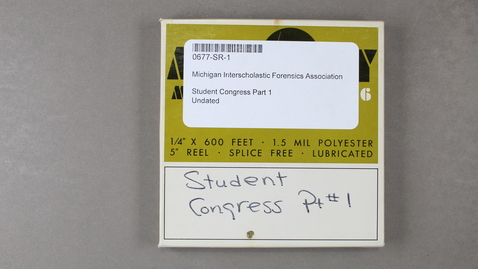 0677-SR-1
Michigan Interscholastic Forensics Association
Student Congress Part 1
Undated
6
1/4" X 600 FEET · 1.5 MIL POLYESTER
5" REEL · SPLICE FREE · LUBRICATED
Student
Congress Pt #1